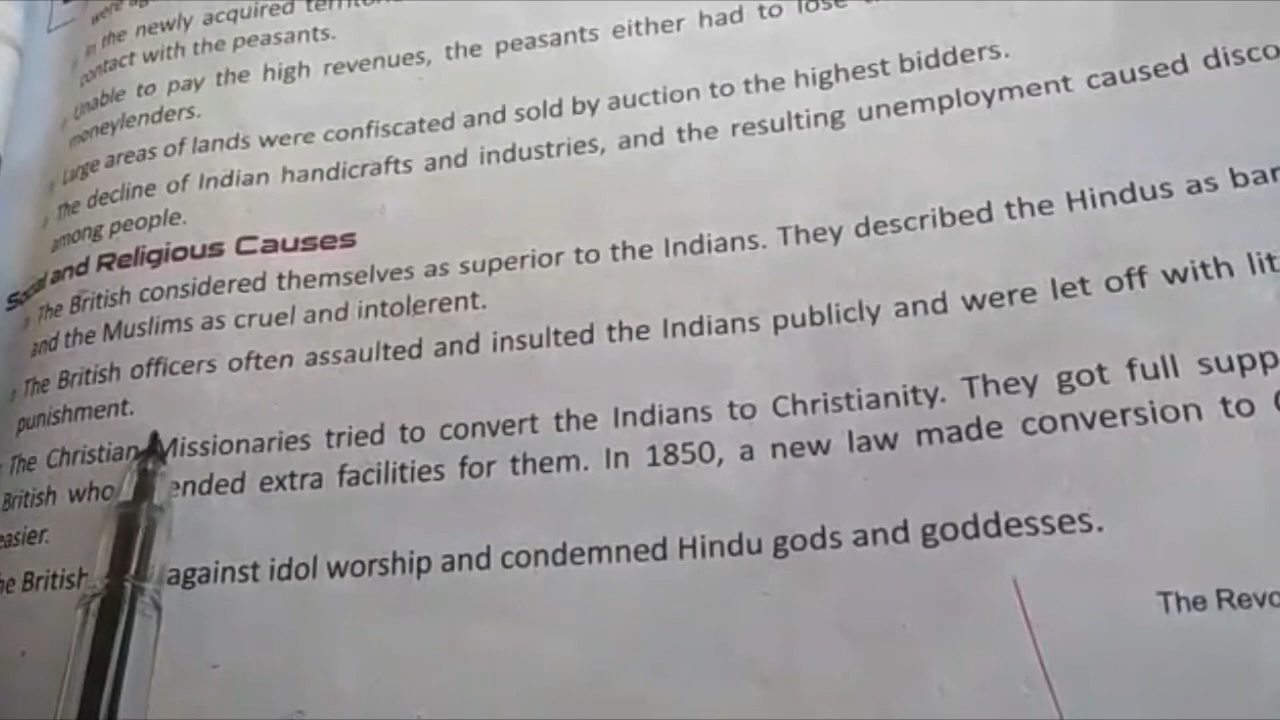 were
in the newly acquired
contact with the peasants.
Unable to pay the high revenues, the peasants either had to lose
moneylenders.
Large areas of lands were confiscated and sold by auction to the highest bidders.
The decline of Indian handicrafts and industries, and the resulting unemployment caused disco
among people.
Social and Religious Causes
The British considered themselves as superior to the Indians. They described the Hindus as bar
and the Muslims as cruel and intolerent.
The British officers often assaulted and insulted the Indians publicly and were let off with lit
punishment.
The Christian Missionaries tried to convert the Indians to Christianity. They got full supp
British who ended extra facilities for them. In 1850, a new law made conversion to C
easier.
he British against idol worship and condemned Hindu gods and goddesses.
The Revo